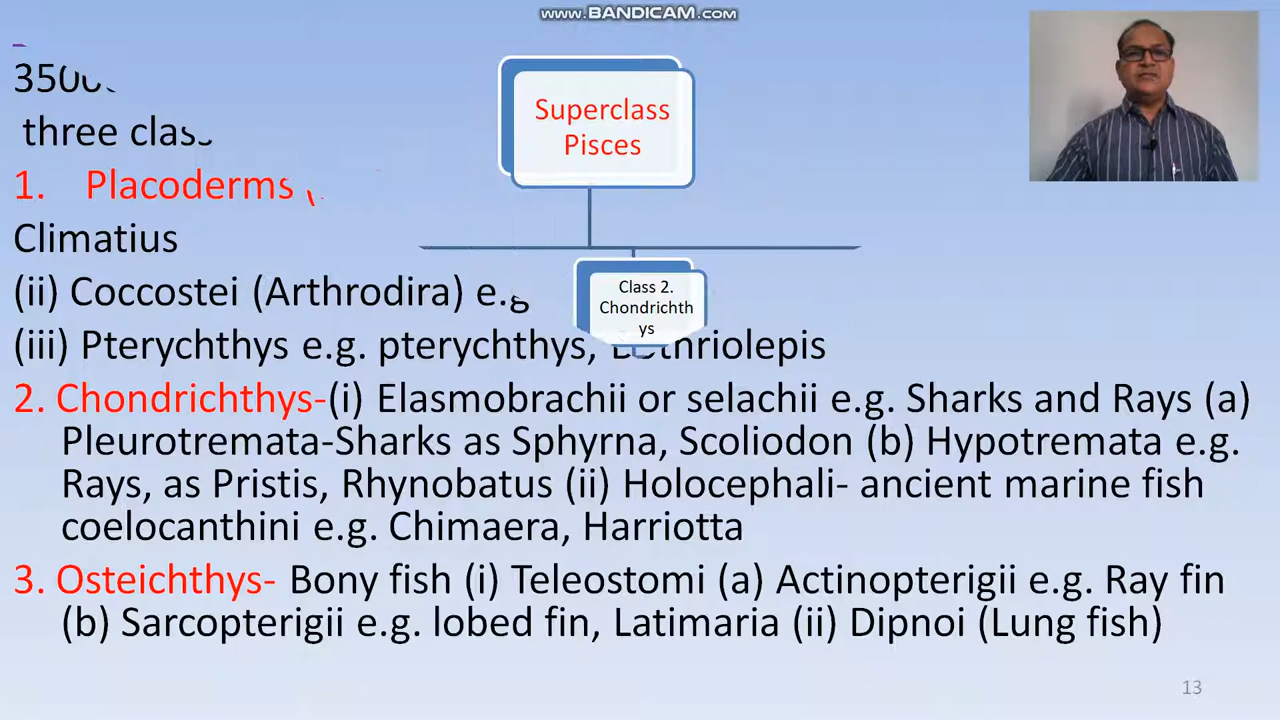 www.BANDICAM.com
Superclass
Pisces
three class
1. Placoderms
Climatius
(ii) Coccostei (Arthrodira) e.g
Class 2.
Chondrichth
ys
(iii) Pterychthys e.g. pterychthys, Bothriolepis
2. Chondrichthys-(i) Elasmobrachii or selachii e.g. Sharks and Rays (a)
Pleurotremata-Sharks as Sphyrna, Scoliodon (b) Hypotremata e.g.
Rays, as Pristis, Rhynobatus (ii) Holocephali- ancient marine fish
coelocanthini e.g. Chimaera, Harriotta
3. Osteichthys- Bony fish (i) Teleostomi (a) Actinopterigii e.g. Ray fin
(b) Sarcopterigii e.g. lobed fin, Latimaria (ii) Dipnoi (Lung fish)
13